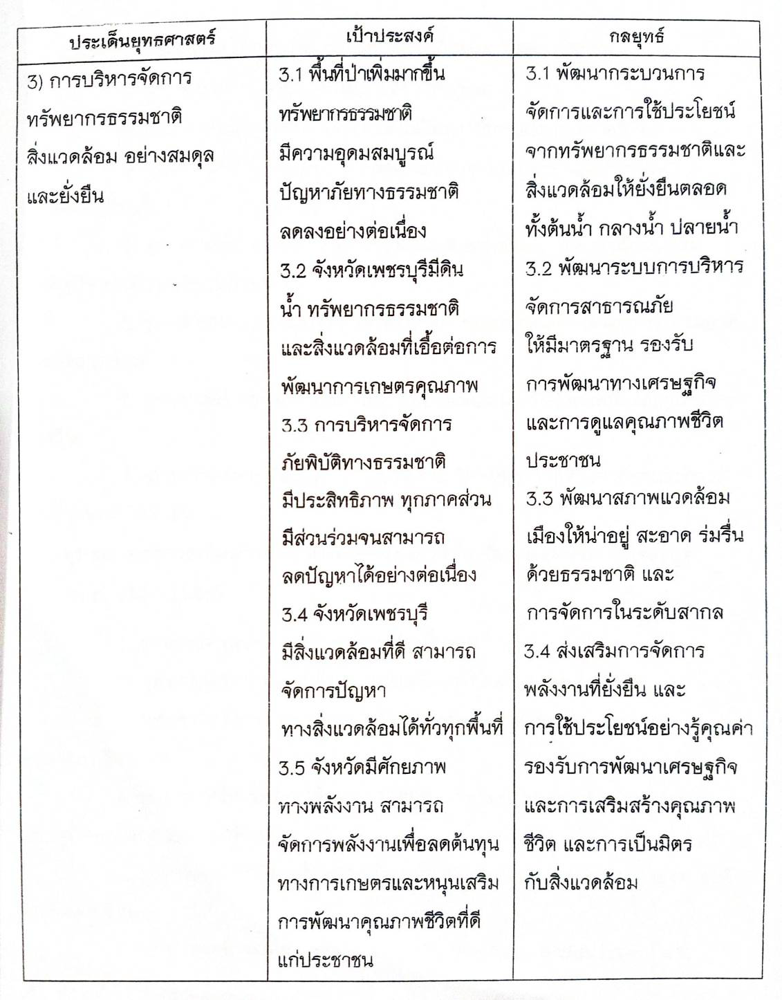 ประเด็นยุทธศาสตร์
เป้าประสงค์
กลยุทธ์
3) การบริหารจัดการ
ทรัพยากรธรรมชาติ
สิ่งแวดล้อม อย่างสมดุล
และยั่งยืน
3.1 พื้นที่ป่าเพิ่มมากขึ้น
ทรัพยากรธรรมชาติ
มีความอุดมสมบูรณ์
ปัญหาภัยทางธรรมชาติ
ลดลงอย่างต่อเนื่อง
3.2 จังหวัดเพชรบุรีมีดิน
น้ำ ทรัพยากรธรรมชาติ
และสิ่งแวดล้อมที่เอื้อต่อการ
พัฒนาการเกษตรคุณภาพ
3.3 การบริหารจัดการ
ภัยพิบัติทางธรรมชาติ
มีประสิทธิภาพ ทุกภาคส่วน
มีส่วนร่วมจนสามารถ
ลดปัญหาได้อย่างต่อเนื่อง
3.4 จังหวัดเพชรบุรี
มีสิ่งแวดล้อมที่ดี สามารถ
จัดการปัญหา
ทางสิ่งแวดล้อมได้ทั่วทุกพื้นที่
3.5 จังหวัดมีศักยภาพ
ทางพลังงาน สามารถ
จัดการพลังงานเพื่อลดต้นทุน
ทางการเกษตรและหนุนเสริม
การพัฒนาคุณภาพชีวิตที่ดี
แก่ประชาชน
3.1 พัฒนากระบวนการ
จัดการและการใช้ประโยชน์
จากทรัพยากรธรรมชาติและ
สิ่งแวดล้อมให้ยั่งยืนตลอด
ทั้งต้นน้ำ กลางน้ำ ปลายน้ำ
3.2 พัฒนาระบบการบริหาร
จัดการสาธารณภัย
ให้มีมาตรฐาน รองรับ
การพัฒนาทางเศรษฐกิจ
และการดูแลคุณภาพชีวิต
ประชาชน
3.3 พัฒนาสภาพแวดล้อม
เมืองให้น่าอยู่ สะอาด ร่มรื่น
ด้วยธรรมชาติ และ
การจัดการในระดับสากล
3.4 ส่งเสริมการจัดการ
พลังงานที่ยั่งยืน และ
การใช้ประโยชน์อย่างรู้คุณค่า
รองรับการพัฒนาเศรษฐกิจ
และการเสริมสร้างคุณภาพ
ชีวิต และการเป็นมิตร
กับสิ่งแวดล้อม